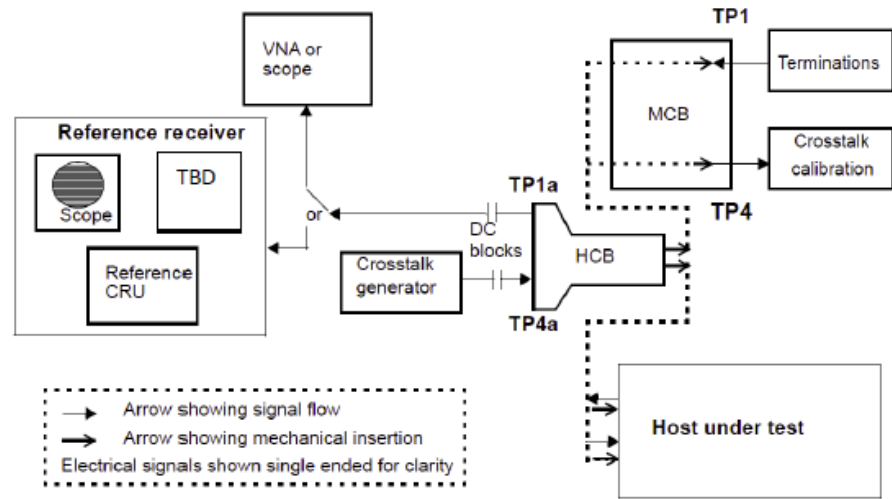 TP1
VNA or
scope
Terminations
MCB
Reference receiver
TBD
Scope
Crosstalk
calibration
TP1a
TP4
or
DC
blocks
HCB
Reference
CRU
Crosstalk
generator
TP4a
Arrow showing signal flow
Arrow showing mechanical insertion
Electrical signals shown single ended for clarity
Host under test